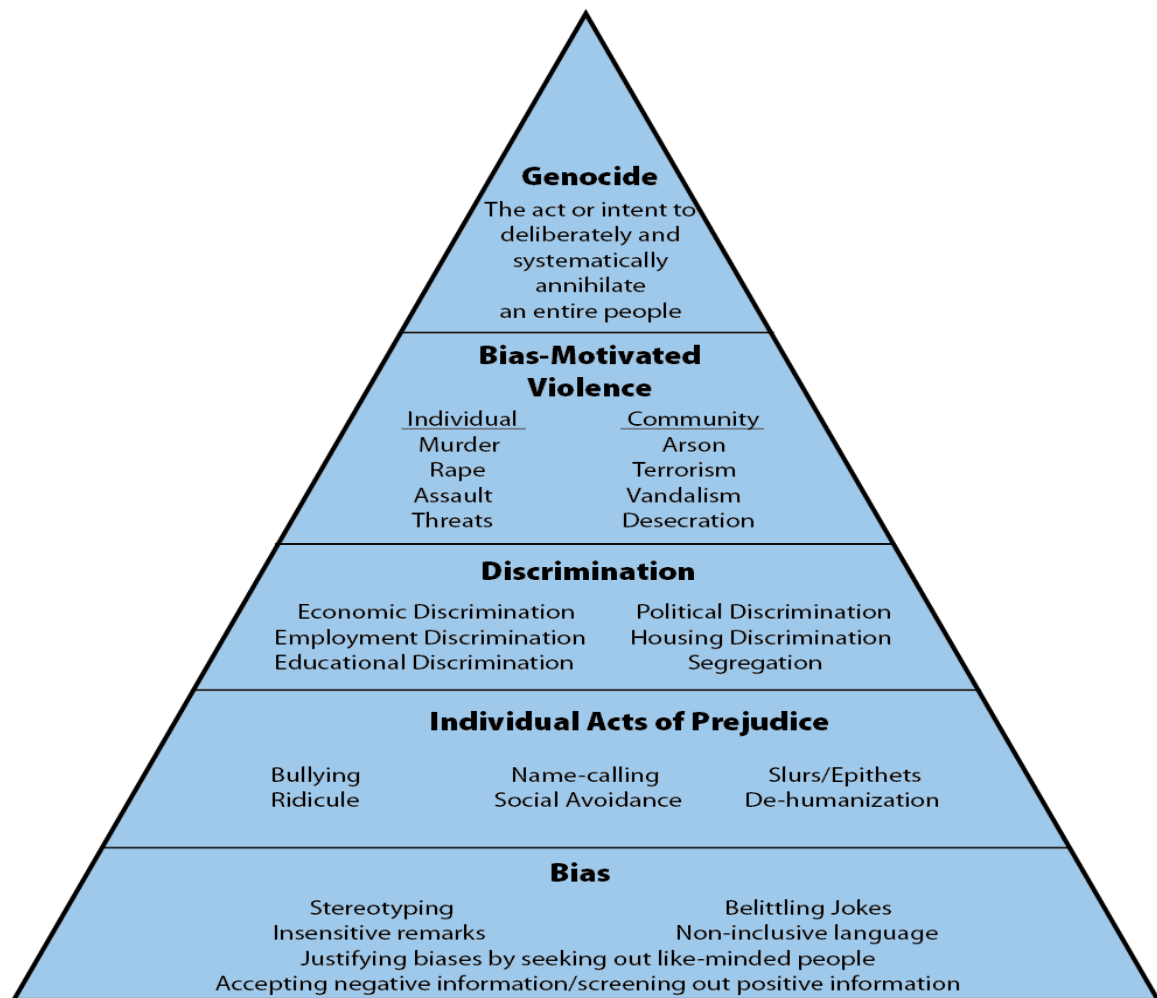 Genocide
The act or intent to
deliberately and
systematically
annihilate
an entire people
Bias-Motivated
Violence
Individual Community
Murder Arson
Rape Terrorism
Assault Vandalism
Threats Desecration
Discrimination
Economic Discrimination Political Discrimination
Employment Discrimination Housing Discrimination
Educational Discrimination Segregation
Individual Acts of Prejudice
Bullying Name-calling Slurs/Epithets
Ridicule Social Avoidance De-humanization
Bias
Stereotyping Belittling Jokes
Insensitive remarks Non-inclusive language
Justifying biases by seeking out like-minded people
Accepting negative information/screening out positive information